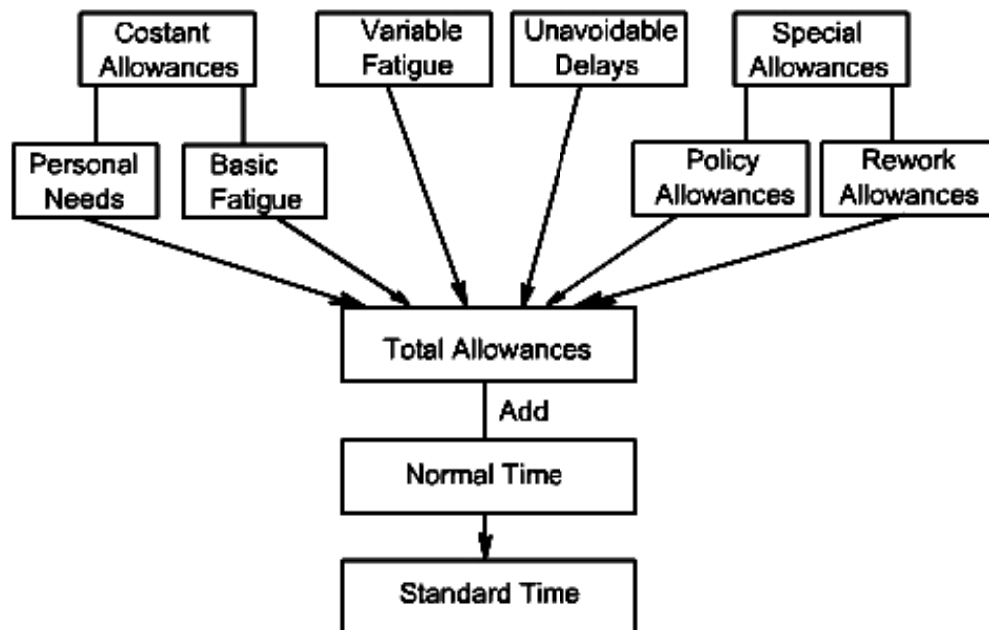 Costant
Allowances
Variable
Fatigue
Unavoidable
Delays
Special
Allowances
Personal
Needs
Basic
Fatigue
Policy
Allowances
Rework
Allowances
Total Allowances
Add
Normal Time
Standard Time